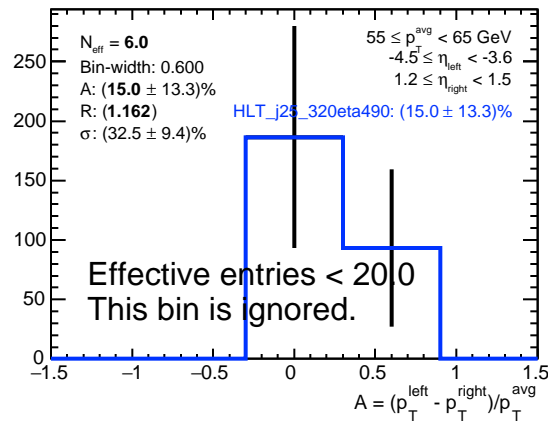 N_eff = 6.0
Bin-width: 0.600
A: (15.0 ± 13.3)%
R: (1.162)
σ: (32.5 ± 9.4)%
55 ≤ p_T^avg < 65 GeV
-4.5 ≤ η_left < -3.6
1.2 ≤ η_right < 1.5
HLT_j25_320eta490: (15.0 ± 13.3)%
Effective entries < 20.0
This bin is ignored.
250
200
150
100
50
0
−1.5 −1 −0.5 0 0.5 1 1.5
A = (p_T^left - p_T^right)/p_T^avg